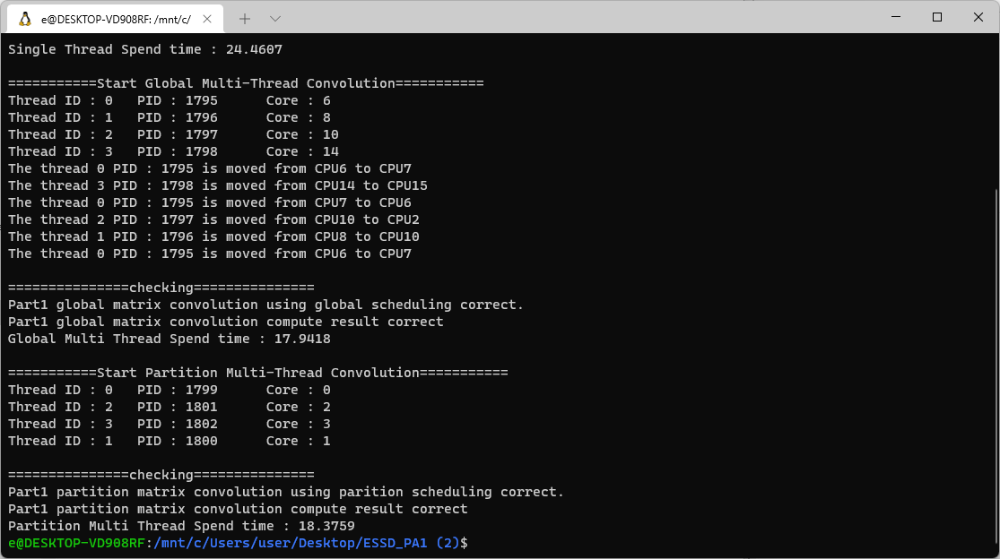 e@DESKTOP-VD908RF: /mnt/c/
Single Thread Spend time : 24.4607
===========Start Global Multi-Thread Convolution===========
Thread ID : 0   PID : 1795      Core : 6
Thread ID : 1   PID : 1796      Core : 8
Thread ID : 2   PID : 1797      Core : 10
Thread ID : 3   PID : 1798      Core : 14
The thread 0 PID : 1795 is moved from CPU6 to CPU7
The thread 3 PID : 1798 is moved from CPU14 to CPU15
The thread 0 PID : 1795 is moved from CPU7 to CPU6
The thread 2 PID : 1797 is moved from CPU10 to CPU2
The thread 1 PID : 1796 is moved from CPU8 to CPU10
The thread 0 PID : 1795 is moved from CPU6 to CPU7
===============checking===============
Part1 global matrix convolution using global scheduling correct.
Part1 global matrix convolution compute result correct
Global Multi Thread Spend time : 17.9418
===========Start Partition Multi-Thread Convolution===========
Thread ID : 0   PID : 1799      Core : 0
Thread ID : 2   PID : 1801      Core : 2
Thread ID : 3   PID : 1802      Core : 3
Thread ID : 1   PID : 1800      Core : 1
===============checking===============
Part1 partition matrix convolution using parition scheduling correct.
Part1 partition matrix convolution compute result correct
Partition Multi Thread Spend time : 18.3759
e@DESKTOP-VD908RF:/mnt/c/Users/user/Desktop/ESSD_PA1 (2)$